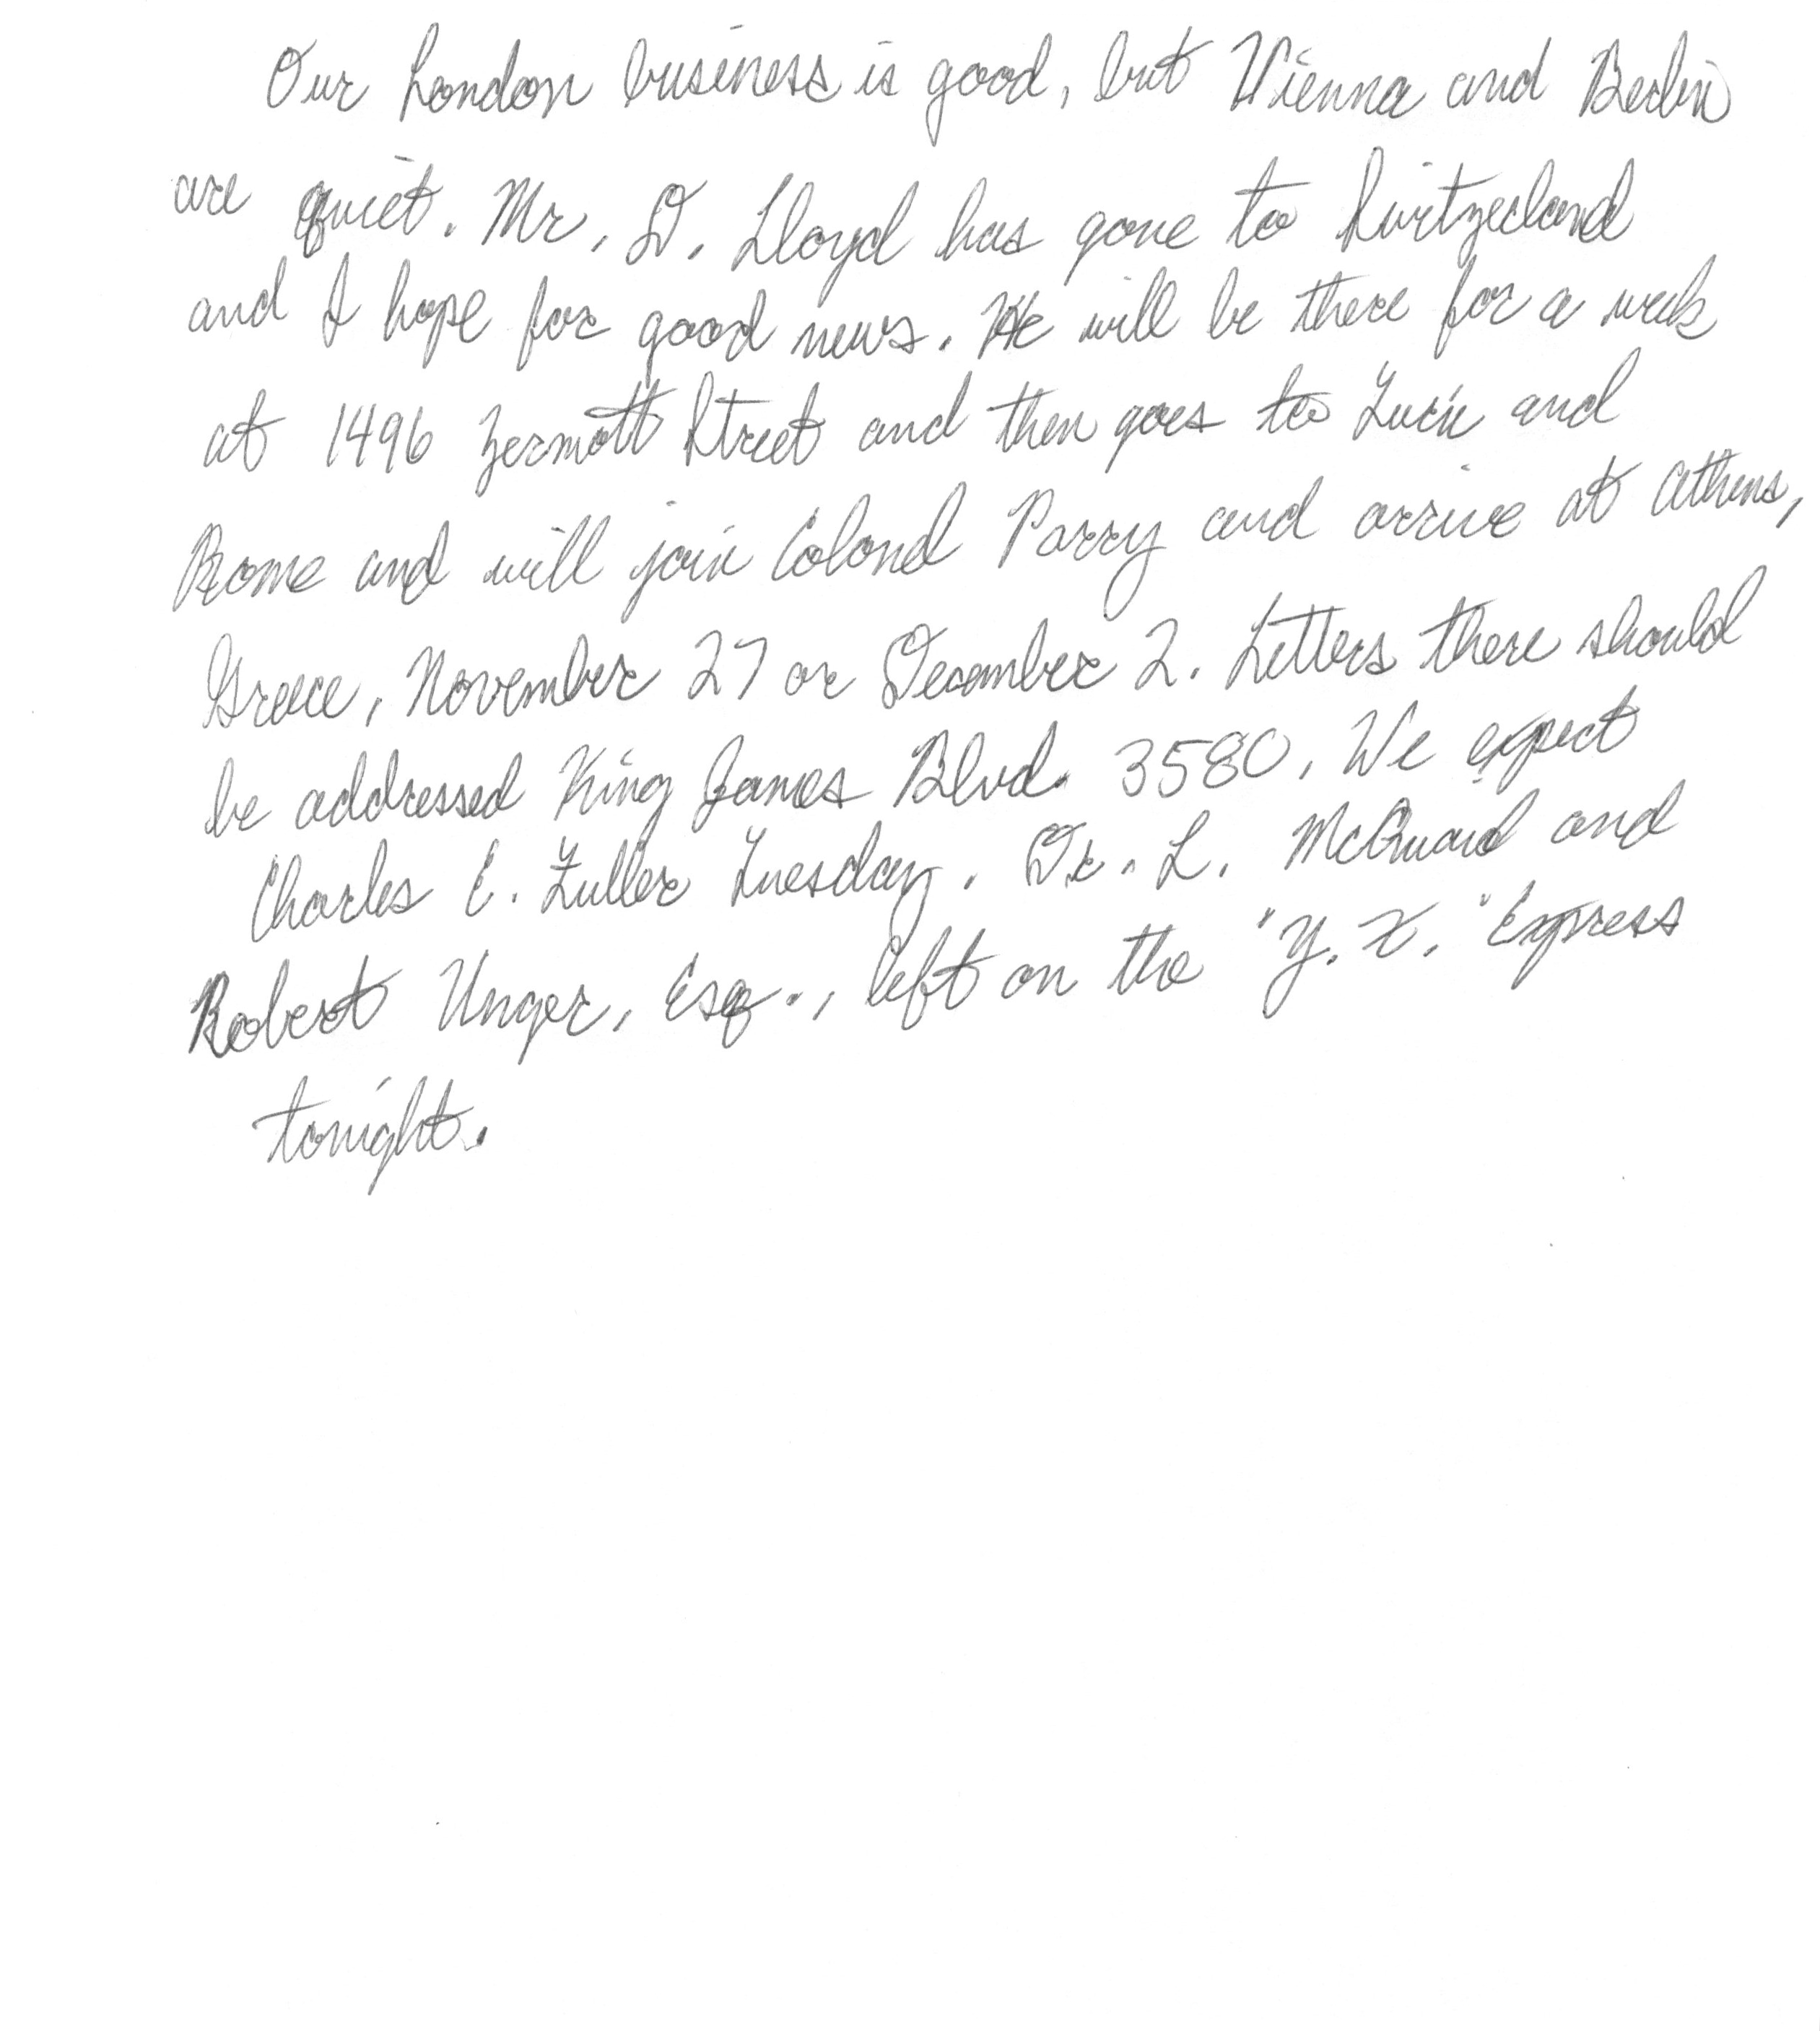 Our London business is good, but Vienna and Berlin
are quiet. Mr. D. Lloyd has gone to Switzerland
and I hope for good news. He will be there for a week
at 1496 Zermott Street and then goes to Turin and
Rome and will join Colonel Parry and arrive at Athens,
Greece, November 27 or December 2. Letters there should
be addressed King James Blvd. 3580. We expect
Charles E. Fuller Tuesday. Dr. L. McQuaid and
Robert Unger, Esq., left on the "Y. X." Express
tonight.